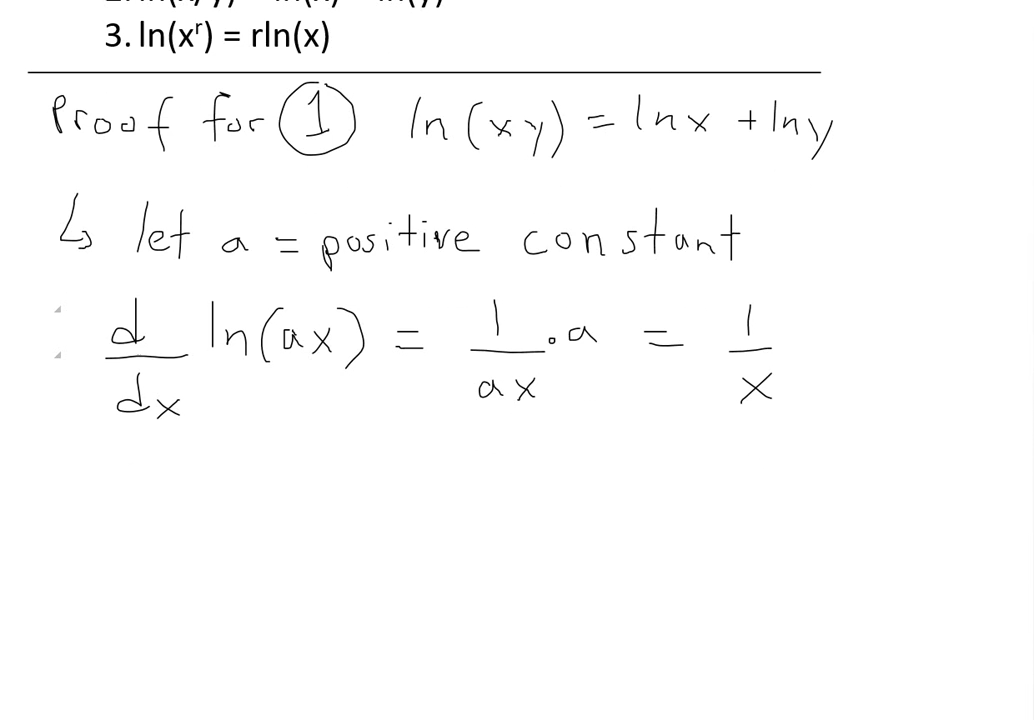 3. ln(xʳ) = rln(x)
Proof for ① ln(xy) = lnx + lny
↳ let a = positive constant
∴ d/dx ln(ax) = 1/ax · a = 1/x